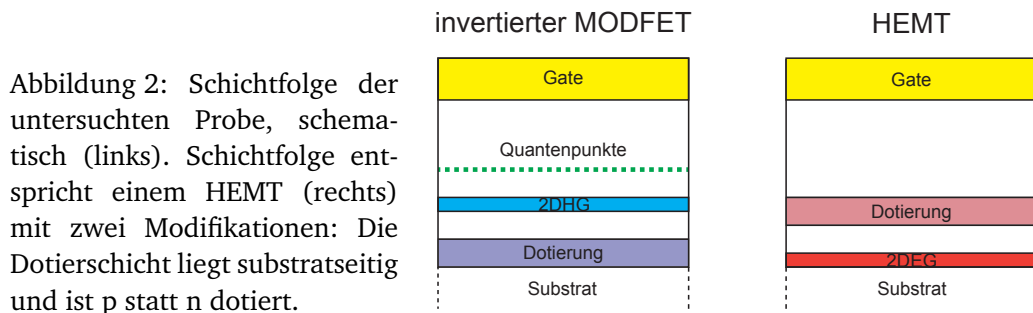 Abbildung 2: Schichtfolge der
untersuchten Probe, schema-
tisch (links). Schichtfolge ent-
spricht einem HEMT (rechts)
mit zwei Modifikationen: Die
Dotierschicht liegt substratseitig
und ist p statt n dotiert.
invertierter MODFET
Gate
Quantenpunkte
2DHG
Dotierung
Substrat
HEMT
Gate
Dotierung
2DEG
Substrat